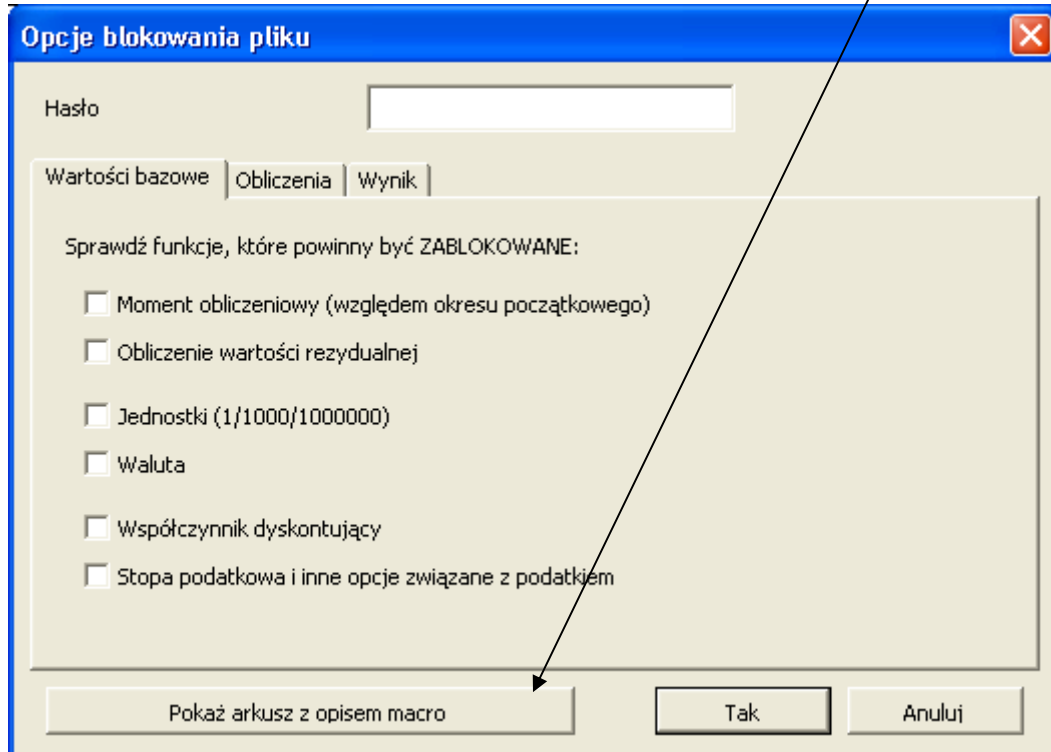 Opcje blokowania pliku
Hasło
Wartości bazowe Obliczenia Wynik
Sprawdź funkcje, które powinny być ZABLOKOWANE:
Moment obliczeniowy (względem okresu początkowego)
Obliczenie wartości rezydualnej
Jednostki (1/1000/1000000)
Waluta
Współczynnik dyskontujący
Stopa podatkowa i inne opcje związane z podatkiem
Pokaż arkusz z opisem macro Tak Anuluj